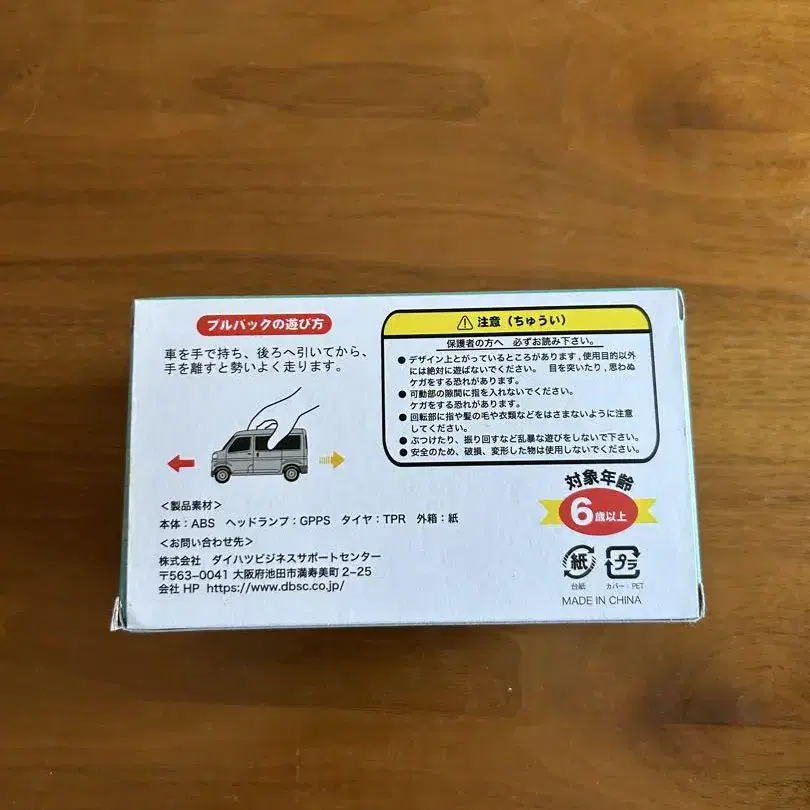 プルバックの遊び方
車を手で持ち、後ろへ引いてから、
手を離すと勢いよく走ります。
注意(ちゅうい)
保護者の方へ 必ずお読み下さい。
●デザイン上とがっているところがあります,使用目的以外
には絶対に遊ばないでください。 目を突いたり,思わぬ
ケガをする恐れがあります。
●可動部の隙間に指を入れないでください。
ケガをする恐れがあります。
●回転部に指や髪の毛や衣類などをはさまないように注意
してください。
●ぶつけたり、振り回すなど乱暴な遊びをしないで下さい。
●安全のため、破損、変形した物は使用しないでください。
<製品素材>
本体:ABS ヘッドランプ:GPPS タイヤ:TPR 外箱:紙
<お問い合わせ先>
株式会社 ダイハツビジネスサポートセンター
〒563-0041 大阪府池田市満寿美町2-25
会社HP https://www.dbsc.co.jp/
対象年齢
6歳以上
紙
プラ
台紙
カバー:PET
MADE IN CHINA